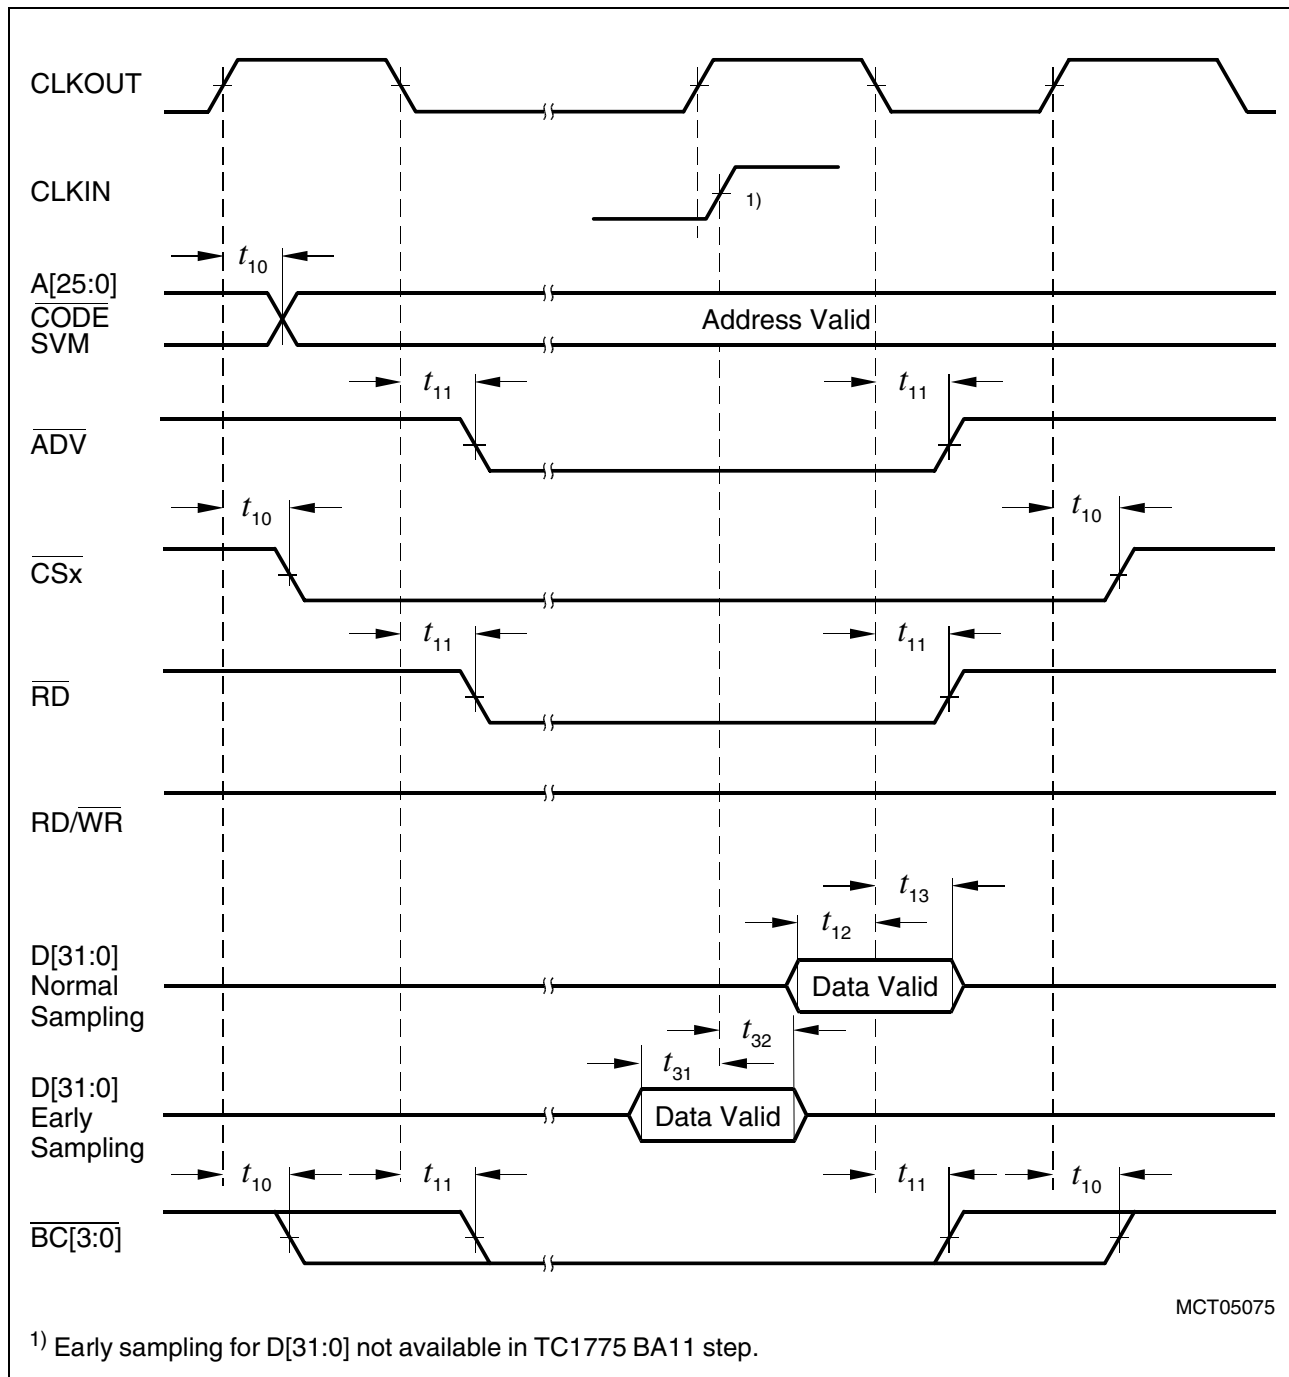 CLKOUT
CLKIN
1)
t10
A[25:0]
CODE
SVM
Address Valid
t11
t11
ADV
t10
t10
CSx
t11
t11
RD
RD/WR
t13
t12
D[31:0]
Normal
Sampling
Data Valid
t32
t31
D[31:0]
Early
Sampling
Data Valid
t10
t11
t11
t10
BC[3:0]
MCT05075
1) Early sampling for D[31:0] not available in TC1775 BA11 step.